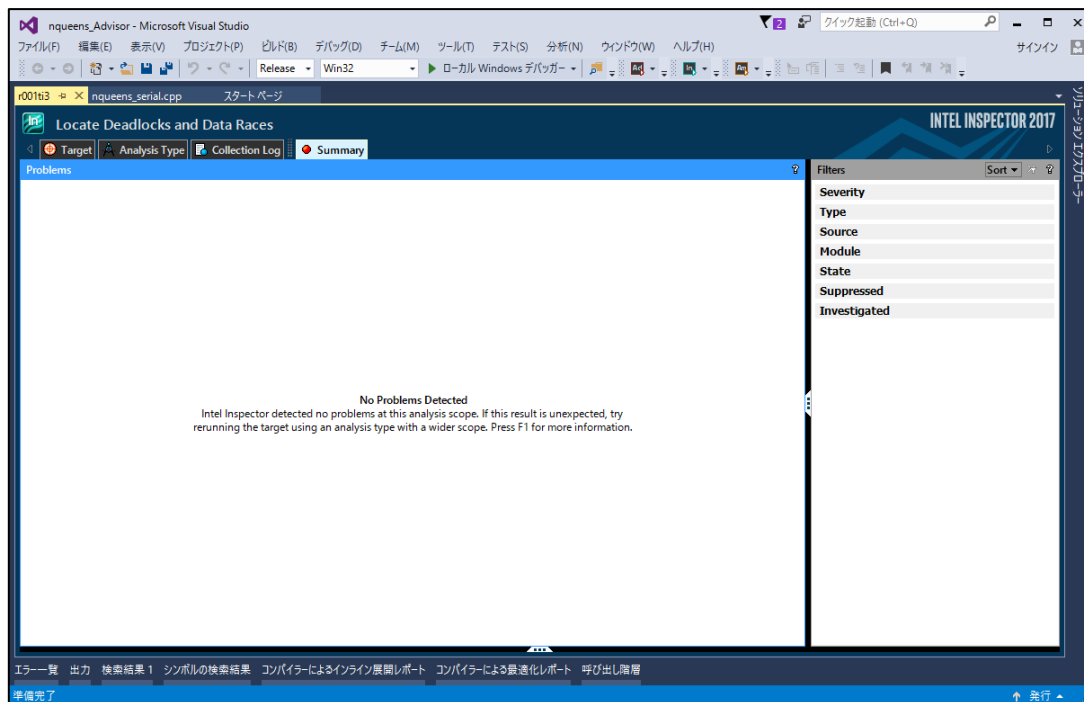 nqueens_Advisor - Microsoft Visual Studio
2
クイック起動 (Ctrl+Q)
ファイル(F) 編集(E) 表示(V) プロジェクト(P) ビルド(B) デバッグ(D) チーム(M) ツール(T) テスト(S) 分析(N) ウィンドウ(W) ヘルプ(H)
サインイン
Release Win32 ローカル Windows デバッガー
r001ti3 nqueens_serial.cpp スタート ページ
ソリューション エクスプローラー
Locate Deadlocks and Data Races
INTEL INSPECTOR 2017
Target Analysis Type Collection Log Summary
Problems ?
Filters Sort ?
Severity
Type
Source
Module
State
Suppressed
Investigated
No Problems Detected
Intel Inspector detected no problems at this analysis scope. If this result is unexpected, try
rerunning the target using an analysis type with a wider scope. Press F1 for more information.
エラー一覧 出力 検索結果 1 シンボルの検索結果 コンパイラーによるインライン展開レポート コンパイラーによる最適化レポート 呼び出し階層
準備完了
発行